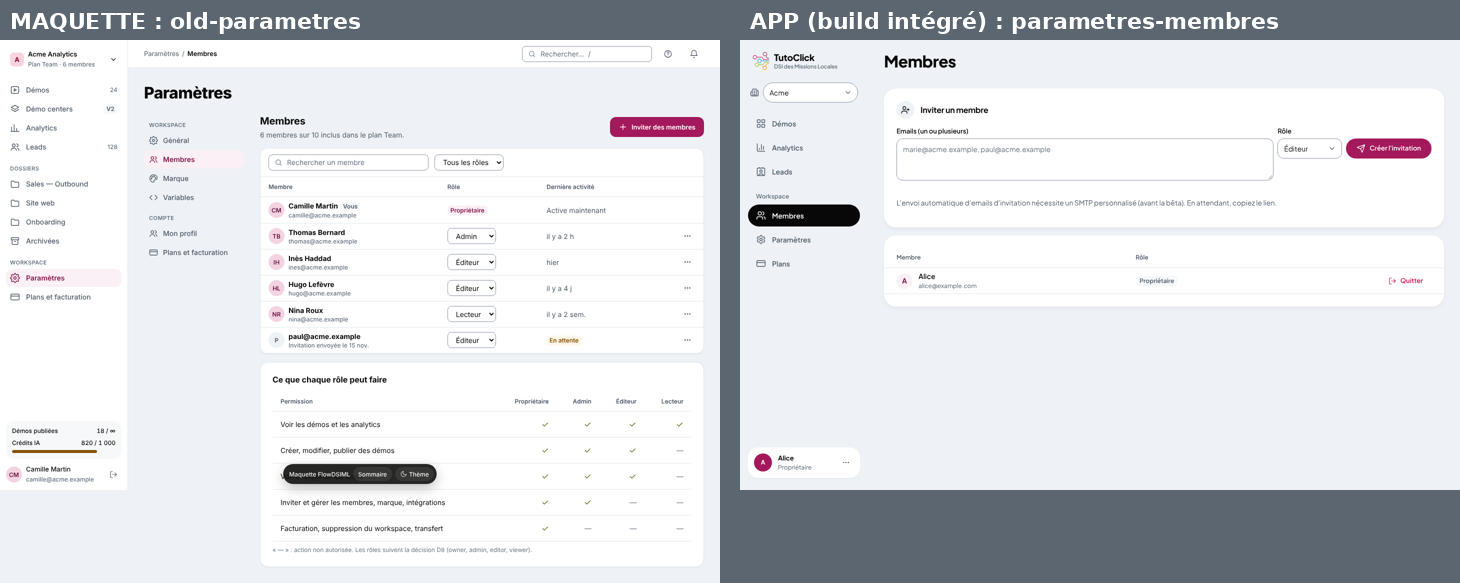 MAQUETTE : old-parametres
A
Acme Analytics
Plan Team · 6 membres
Démos 24
Démo centers V2
Analytics
Leads 128
DOSSIERS
Sales — Outbound
Site web
Onboarding
Archivées
WORKSPACE
Paramètres
Plans et facturation
Démos publiées 18 / ∞
Crédits IA 820 / 1 000
CM
Camille Martin
camille@acme.example
Paramètres / Membres
Rechercher... /
Paramètres
WORKSPACE
Général
Membres
Marque
Variables
COMPTE
Mon profil
Plans et facturation
Membres
6 membres sur 10 inclus dans le plan Team.
Inviter des membres
Rechercher un membre
Tous les rôles
Membre Rôle Dernière activité
CM Camille Martin Vous Propriétaire Active maintenant
camille@acme.example
TB Thomas Bernard Admin il y a 2 h ...
thomas@acme.example
IH Inès Haddad Éditeur hier ...
ines@acme.example
HL Hugo Lefèvre Éditeur il y a 4 j ...
hugo@acme.example
NR Nina Roux Lecteur il y a 2 sem. ...
nina@acme.example
P paul@acme.example Éditeur En attente ...
Invitation envoyée le 15 nov.
Ce que chaque rôle peut faire
Permission Propriétaire Admin Éditeur Lecteur
Voir les démos et les analytics ✓ ✓ ✓ ✓
Créer, modifier, publier des démos ✓ ✓ ✓ —
Maquette FlowDSIML Sommaire Thème
✓ ✓ ✓ —
Inviter et gérer les membres, marque, intégrations ✓ ✓ — —
Facturation, suppression du workspace, transfert ✓ — — —
« — » : action non autorisée. Les rôles suivent la décision D8 (owner, admin, editor, viewer).
APP (build intégré) : parametres-membres
TutoClick
DSI des Missions Locales
Acme
Démos
Analytics
Leads
Workspace
Membres
Paramètres
Plans
A
Alice
Propriétaire
...
Membres
Inviter un membre
Emails (un ou plusieurs) Rôle
marie@acme.example, paul@acme.example
Éditeur
Créer l'invitation
L'envoi automatique d'emails d'invitation nécessite un SMTP personnalisé (avant la bêta). En attendant, copiez le lien.
Membre Rôle
A Alice Propriétaire Quitter
alice@example.com